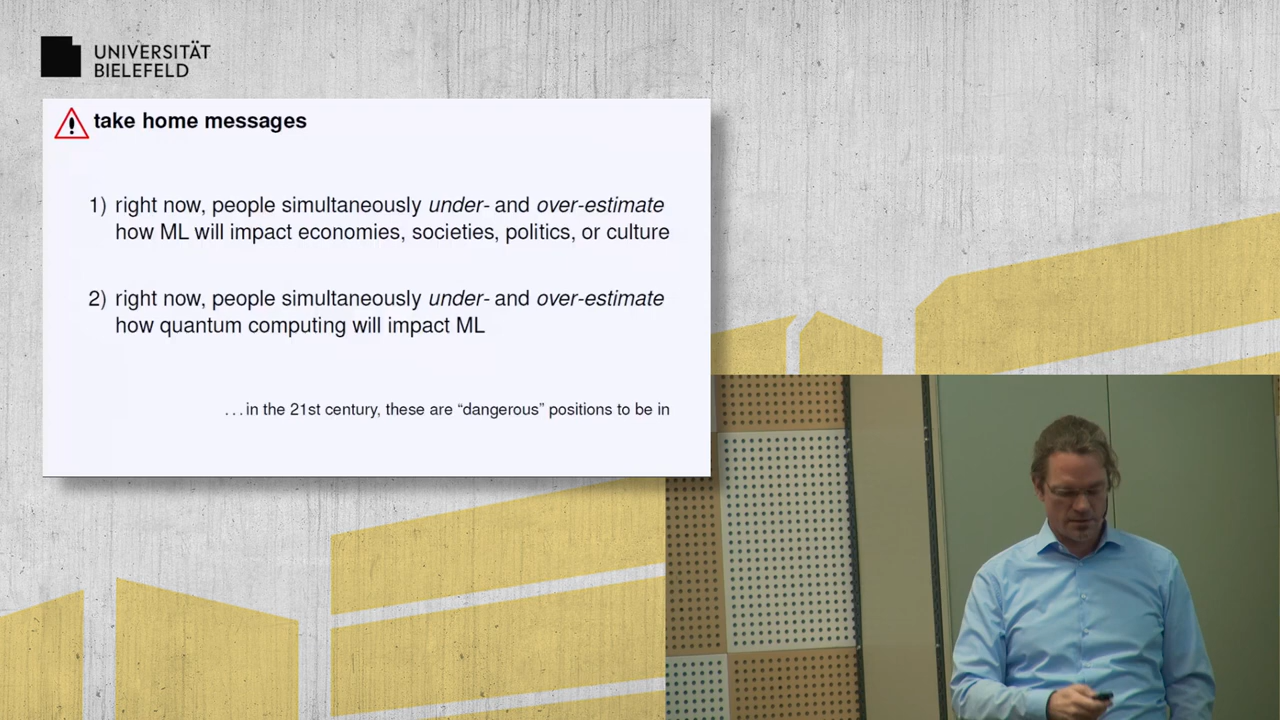 UNIVERSITÄT
BIELEFELD
take home messages
1) right now, people simultaneously under- and over-estimate
how ML will impact economies, societies, politics, or culture
2) right now, people simultaneously under- and over-estimate
how quantum computing will impact ML
...in the 21st century, these are “dangerous” positions to be in